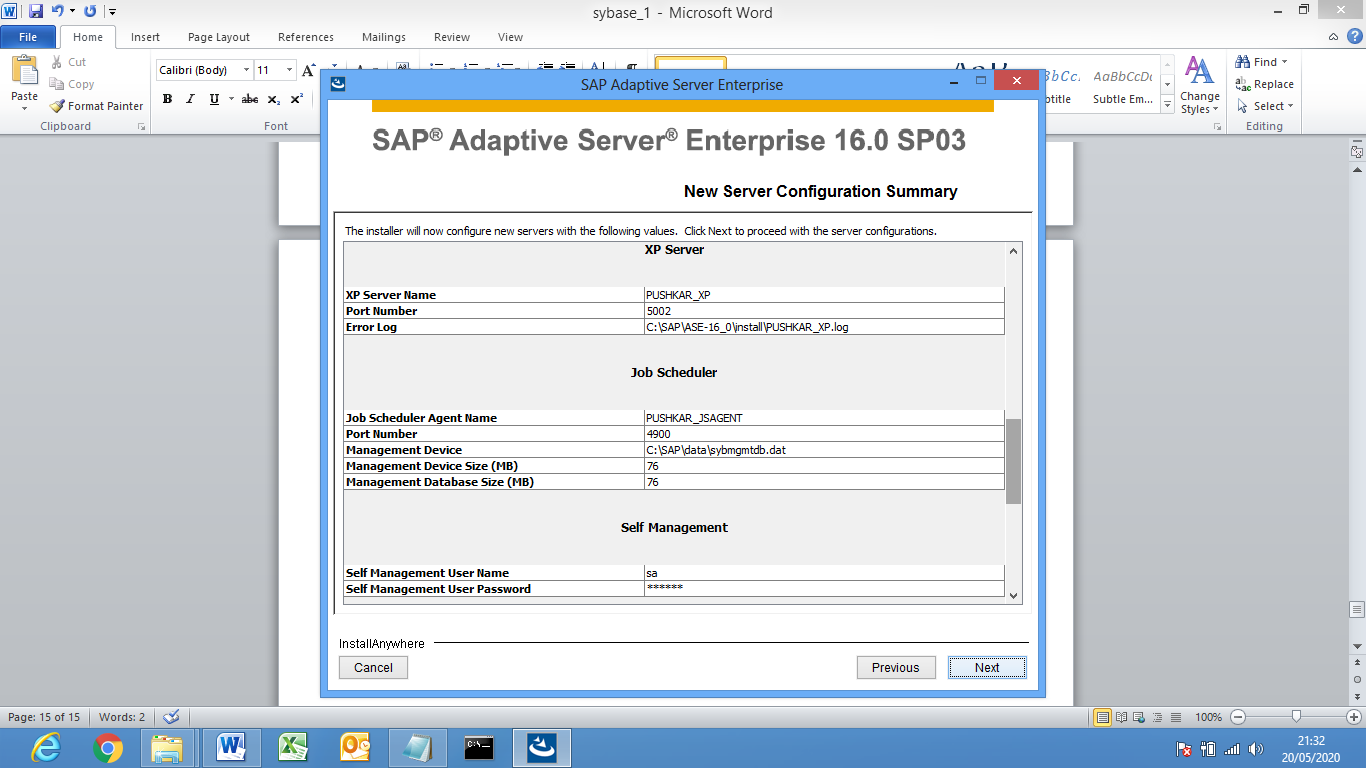 sybase_1 - Microsoft Word
File Home Insert Page Layout References Mailings Review View
Paste
Cut
Copy
Format Painter
Clipboard
Calibri (Body) 11
B I U abc x₂ x²
Font
AaBbCcDc
Subtle Em...
Change
Styles
Find
Replace
Select
Editing
SAP Adaptive Server Enterprise
SAP® Adaptive Server® Enterprise 16.0 SP03
New Server Configuration Summary
The installer will now configure new servers with the following values. Click Next to proceed with the server configurations.
XP Server
XP Server Name PUSHKAR_XP
Port Number 5002
Error Log C:\SAP\ASE-16_0\install\PUSHKAR_XP.log
Job Scheduler
Job Scheduler Agent Name PUSHKAR_JSAGENT
Port Number 4900
Management Device C:\SAP\data\sybmgmtdb.dat
Management Device Size (MB) 76
Management Database Size (MB) 76
Self Management
Self Management User Name sa
Self Management User Password ******
InstallAnywhere
Cancel Previous Next
Page: 15 of 15 Words: 2 100%
21:32
20/05/2020